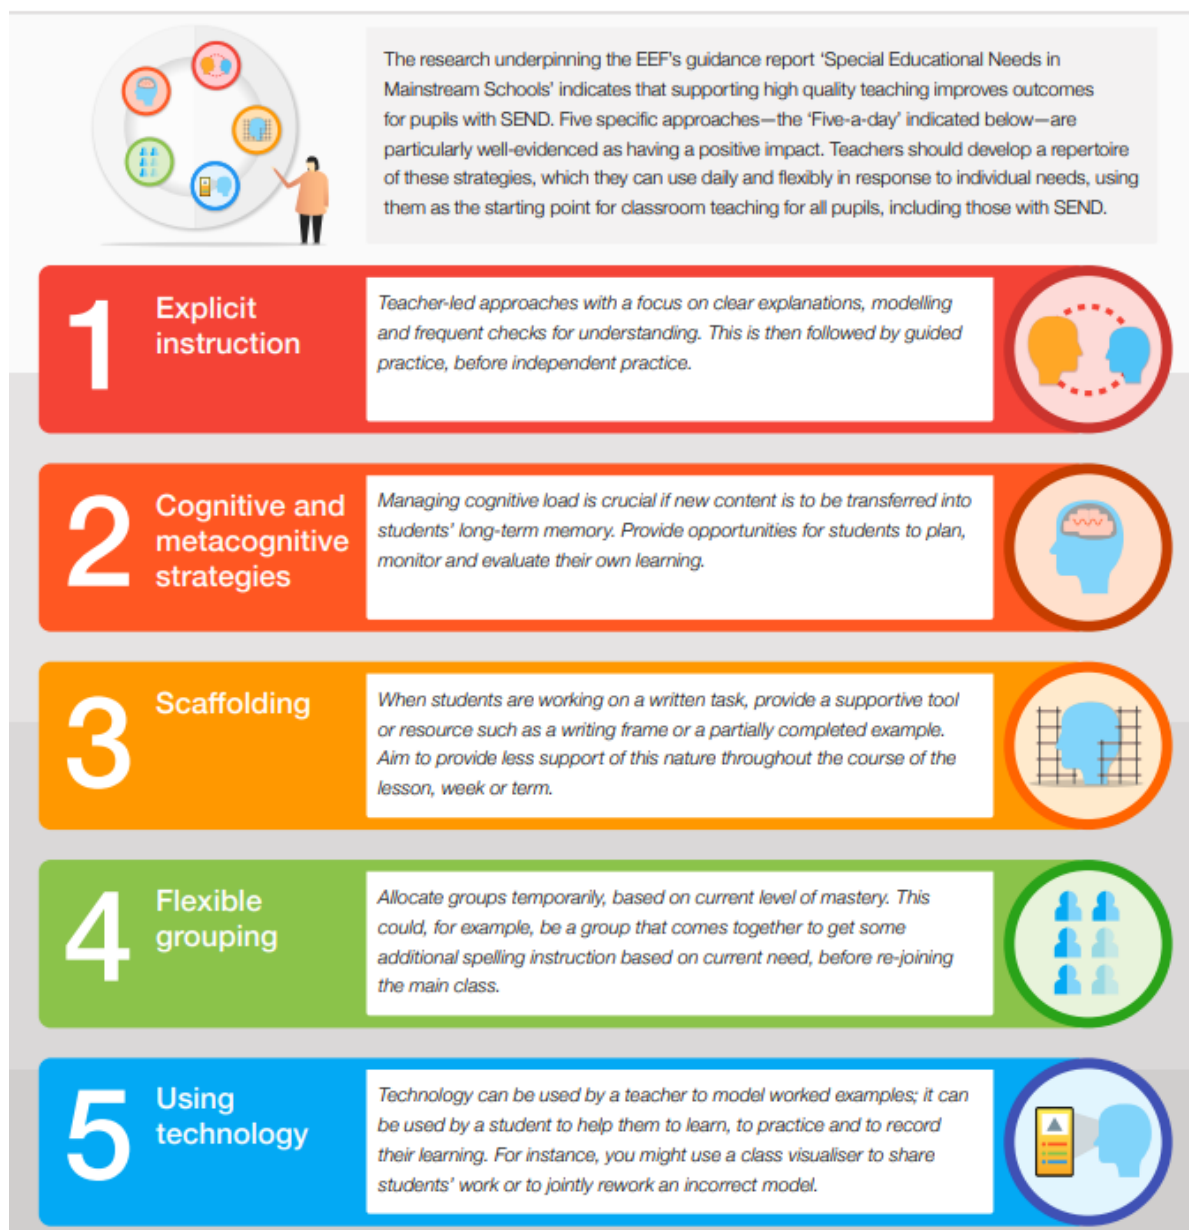 The research underpinning the EEF's guidance report 'Special Educational Needs in
Mainstream Schools' indicates that supporting high quality teaching improves outcomes
for pupils with SEND. Five specific approaches—the 'Five-a-day' indicated below—are
particularly well-evidenced as having a positive impact. Teachers should develop a repertoire
of these strategies, which they can use daily and flexibly in response to individual needs, using
them as the starting point for classroom teaching for all pupils, including those with SEND.
1
Explicit
instruction
Teacher-led approaches with a focus on clear explanations, modelling
and frequent checks for understanding. This is then followed by guided
practice, before independent practice.
2
Cognitive and
metacognitive
strategies
Managing cognitive load is crucial if new content is to be transferred into
students' long-term memory. Provide opportunities for students to plan,
monitor and evaluate their own learning.
3
Scaffolding
When students are working on a written task, provide a supportive tool
or resource such as a writing frame or a partially completed example.
Aim to provide less support of this nature throughout the course of the
lesson, week or term.
4
Flexible
grouping
Allocate groups temporarily, based on current level of mastery. This
could, for example, be a group that comes together to get some
additional spelling instruction based on current need, before re-joining
the main class.
5
Using
technology
Technology can be used by a teacher to model worked examples; it can
be used by a student to help them to learn, to practice and to record
their learning. For instance, you might use a class visualiser to share
students' work or to jointly rework an incorrect model.